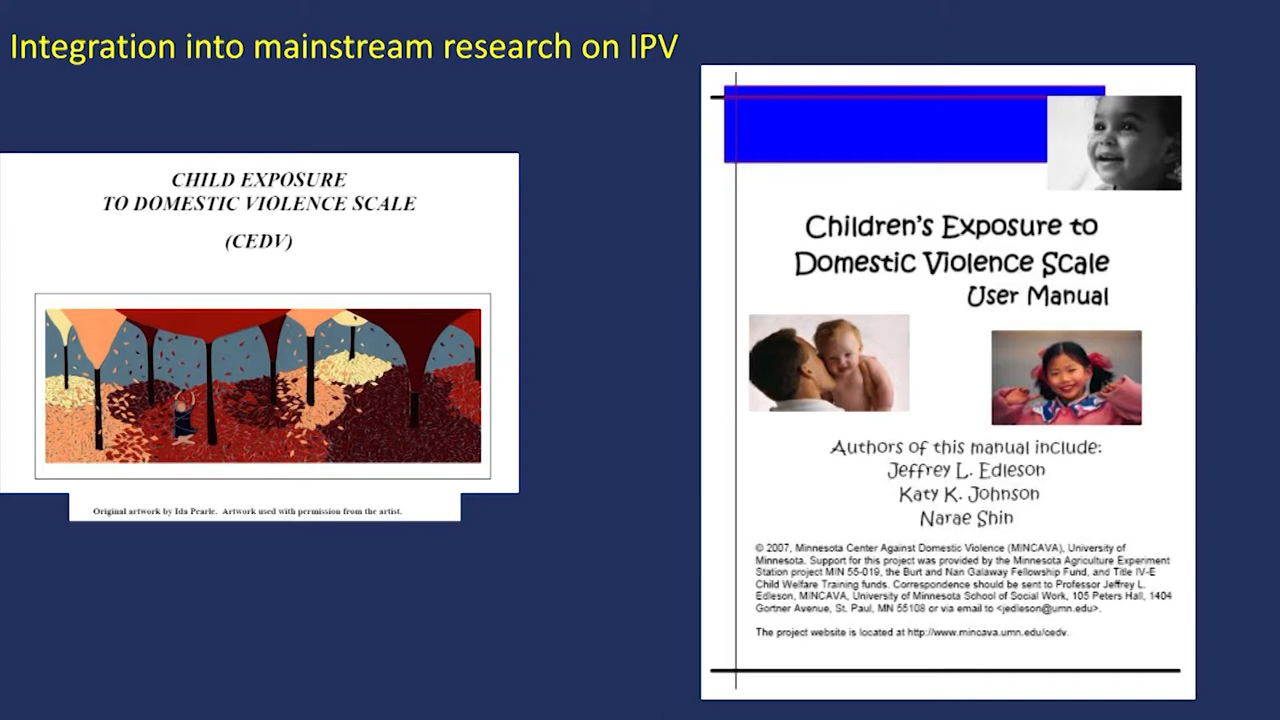 Integration into mainstream research on IPV
CHILD EXPOSURE
TO DOMESTIC VIOLENCE SCALE
(CEDV)
Original artwork by Ida Pearle. Artwork used with permission from the artist.
Children's Exposure to
Domestic Violence Scale
User Manual
Authors of this manual include:
Jeffrey L. Edleson
Katy K. Johnson
Narae Shin
© 2007, Minnesota Center Against Domestic Violence (MINCAVA), University of
Minnesota. Support for this project was provided by the Minnesota Agriculture Experiment
Station project MIN 55-019, the Burt and Nan Galaway Fellowship Fund, and Title IV-E
Child Welfare Training funds. Correspondence should be sent to Professor Jeffrey L.
Edleson, MINCAVA, University of Minnesota School of Social Work, 105 Peters Hall, 1404
Gortner Avenue, St. Paul, MN 55108 or via email to <jedleson@umn.edu>.
The project website is located at http://www.mincava.umn.edu/cedv.